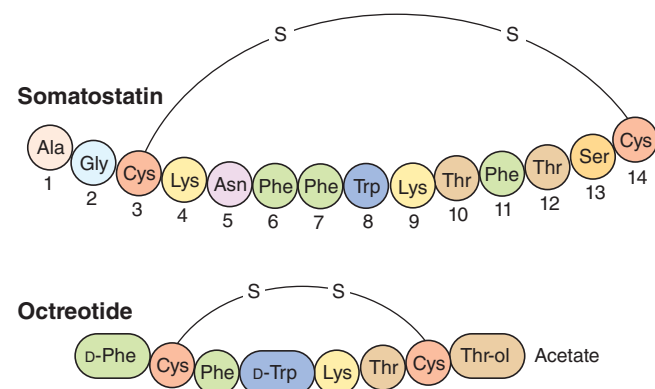 S S
Somatostatin
Ala Gly Cys Lys Asn Phe Phe Trp Lys Thr Phe Thr Ser Cys
1 2 3 4 5 6 7 8 9 10 11 12 13 14
S S
Octreotide
D-Phe Cys Phe D-Trp Lys Thr Cys Thr-ol Acetate